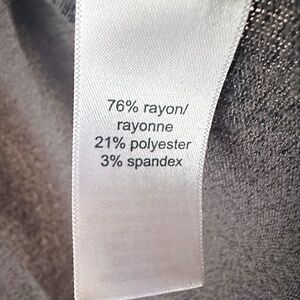 76% rayon/
rayonne
21% polyester
3% spandex